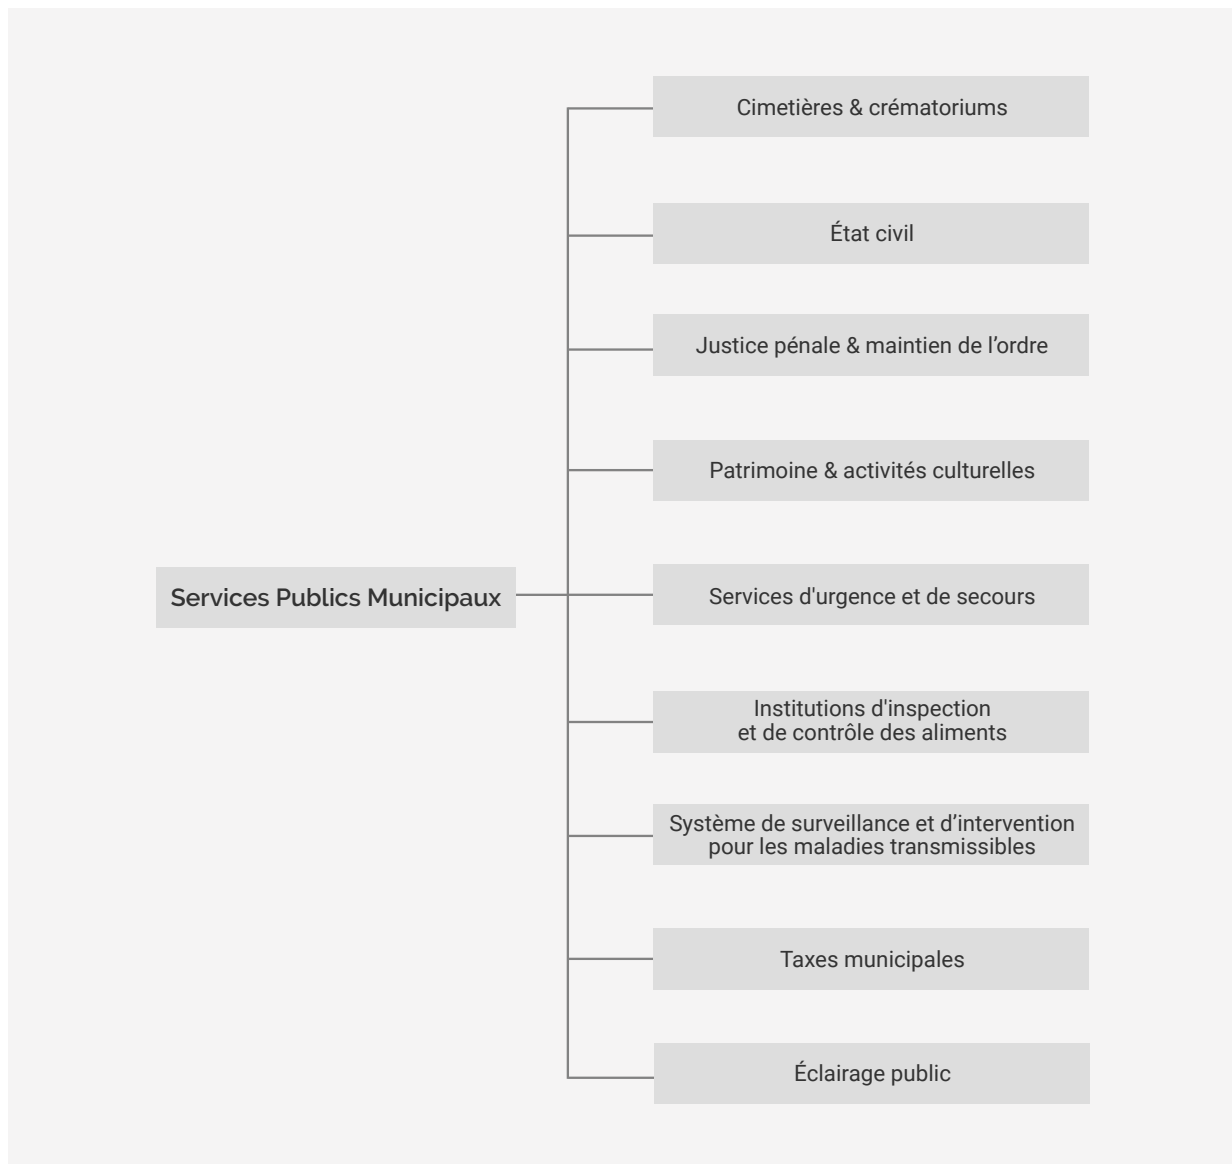 Cimetières & crématoriums
État civil
Justice pénale & maintien de l’ordre
Patrimoine & activités culturelles
Services Publics Municipaux
Services d'urgence et de secours
Institutions d'inspection
et de contrôle des aliments
Système de surveillance et d’intervention
pour les maladies transmissibles
Taxes municipales
Éclairage public